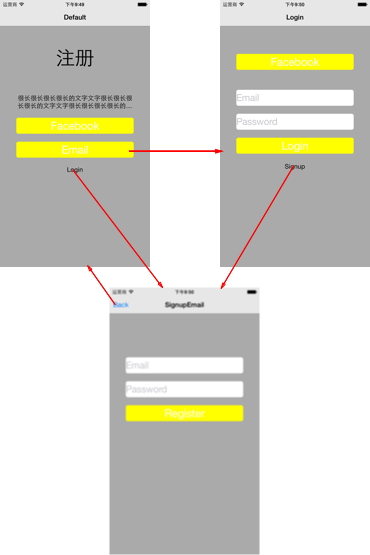 运营商 下午9:49
Default
注册
很长很长很长很长的文字文字很长很长很
长很长的文字文字很长很长很长很长的...
Facebook
Email
Login
运营商 下午9:50
Login
Facebook
Email
Password
Login
Signup
运营商 下午9:50
Back SignupEmail
Email
Password
Register